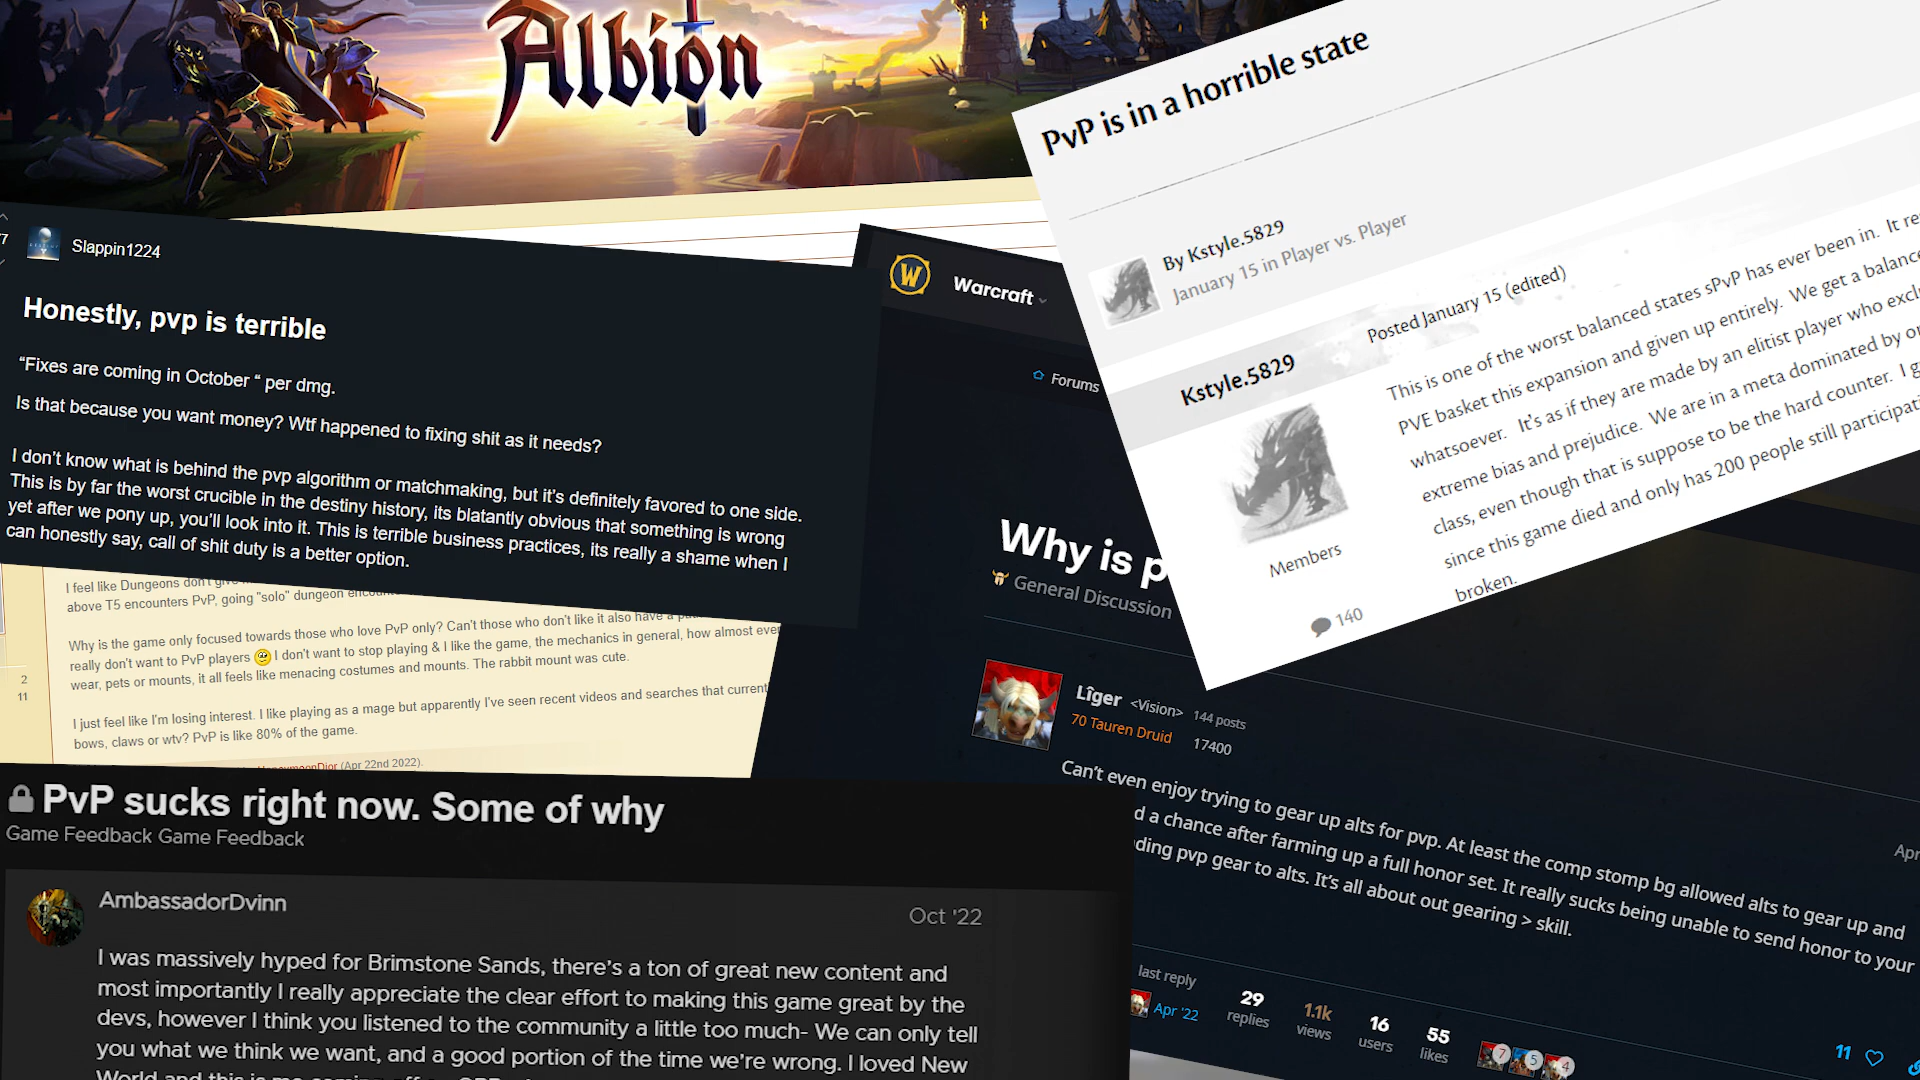 Albion
PvP is in a horrible state
By Kstyle.5829
January 15 in Player vs. Player
Kstyle.5829
Posted January 15 (edited)
This is one of the worst balanced states sPvP has ever been in. It re
PVE basket this expansion and given up entirely. We get a balance
whatsoever. It's as if they are made by an elitist player who exclu
extreme bias and prejudice. We are in a meta dominated by
class, even though that is suppose to be the hard counter. I
since this game died and only has 200 people still participati
broken.
Members
140
7
Slappin1224
Honestly, pvp is terrible
“Fixes are coming in October “ per dmg.
Is that because you want money? Wtf happened to fixing shit as it needs?
I don’t know what is behind the pvp algorithm or matchmaking, but it’s definitely favored to one side.
This is by far the worst crucible in the destiny history, its blatantly obvious that something is wrong
yet after we pony up, you’ll look into it. This is terrible business practices, its really a shame when I
can honestly say, call of shit duty is a better option.
W
Warcraft
Forums
Why is p
General Discussion
Lîger <Vision> 144 posts
70 Tauren Druid 17400
Can’t even enjoy trying to gear up alts for pvp. At least the comp stomp bg allowed alts to gear up and
d a chance after farming up a full honor set. It really sucks being unable to send honor to your
ding pvp gear to alts. It’s all about out gearing > skill.
Apr
last reply
Apr '22
29 replies
1.1k views
16 users
55 likes
7 5 4
11
I feel like Dungeons don't give
above T5 encounters PvP, going "solo" dungeon
Why is the game only focused towards those who love PvP only? Can't those who don't like it also have a
really don't want to PvP players I don't want to stop playing & I like the game, the mechanics in general, how almost ever
wear, pets or mounts, it all feels like menacing costumes and mounts. The rabbit mount was cute.
I just feel like I'm losing interest. I like playing as a mage but apparently I've seen recent videos and searches that current
bows, claws or wtv? PvP is like 80% of the game.
(Apr 22nd 2022).
2
11
PvP sucks right now. Some of why
Game Feedback Game Feedback
AmbassadorDvinn
Oct '22
I was massively hyped for Brimstone Sands, there’s a ton of great new content and
most importantly I really appreciate the clear effort to making this game great by the
devs, however I think you listened to the community a little too much- We can only tell
you what we think we want, and a good portion of the time we’re wrong. I loved New
World and this is me